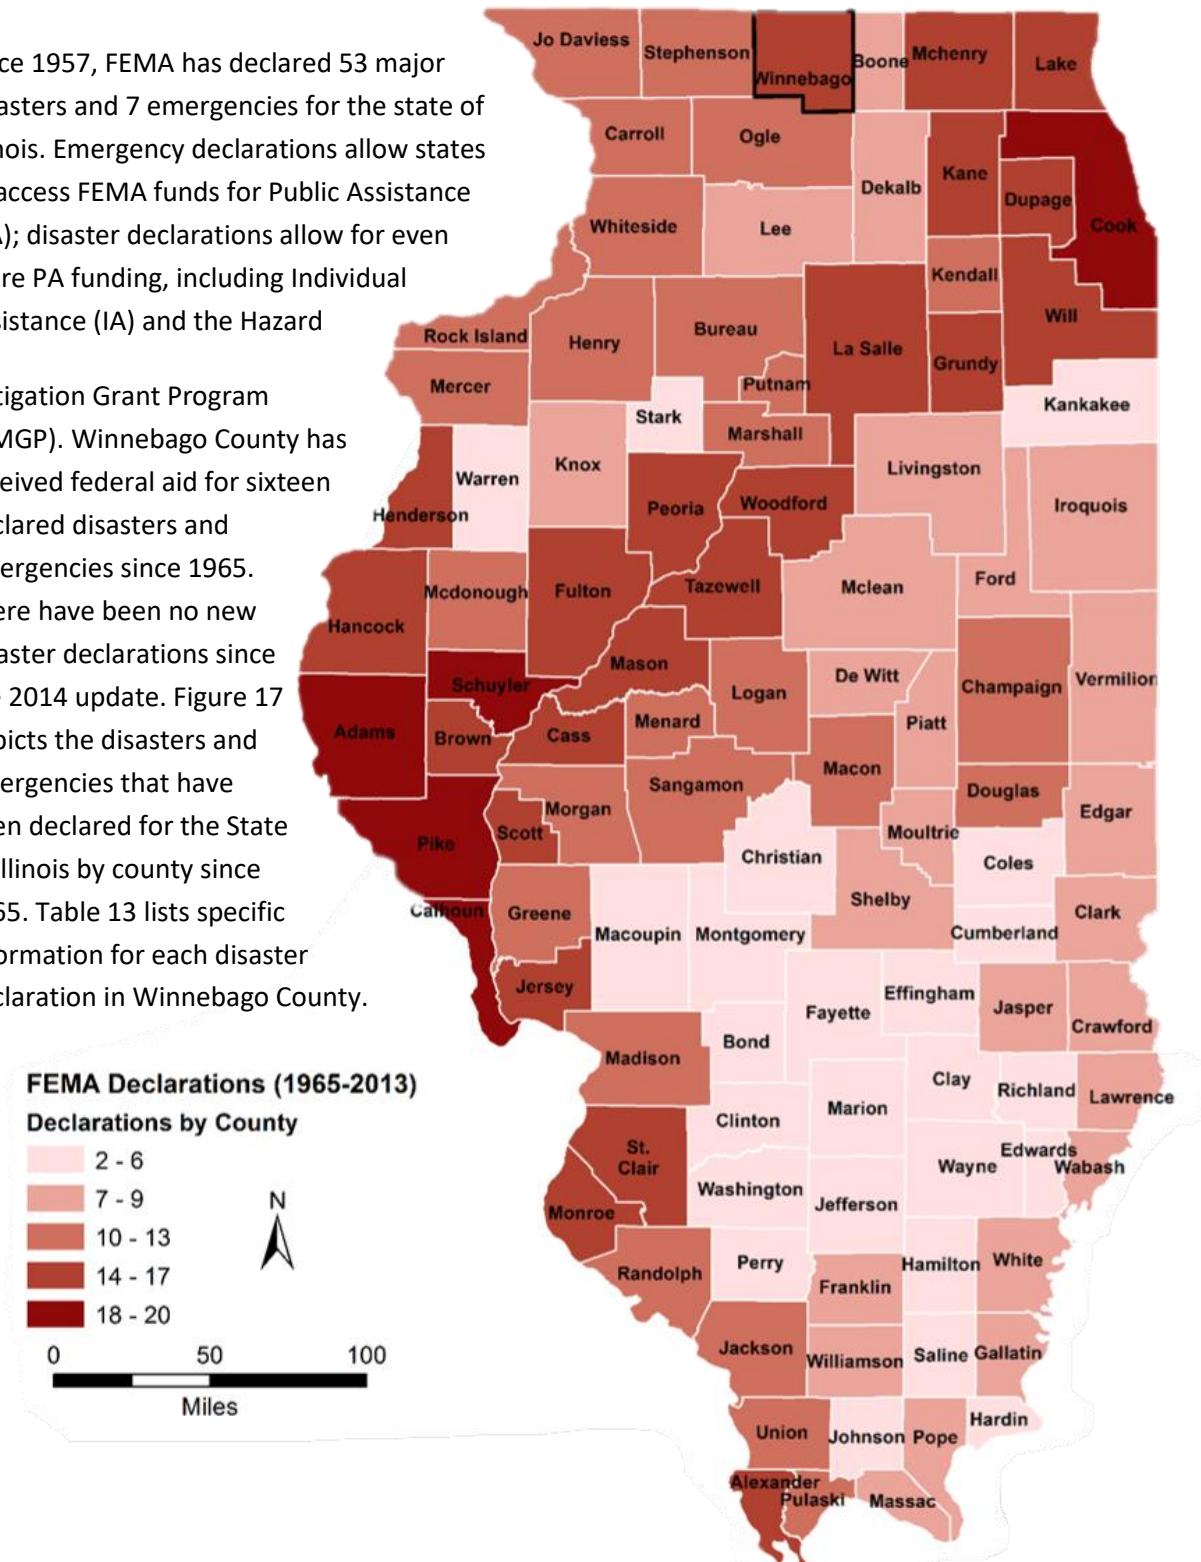 ce 1957, FEMA has declared 53 major
asters and 7 emergencies for the state of
nois. Emergency declarations allow states
access FEMA funds for Public Assistance
A); disaster declarations allow for even
re PA funding, including Individual
sistance (IA) and the Hazard
tigation Grant Program
MGP). Winnebago County has
eived federal aid for sixteen
clared disasters and
ergencies since 1965.
ere have been no new
aster declarations since
e 2014 update. Figure 17
picts the disasters and
ergencies that have
en declared for the State
Illinois by county since
65. Table 13 lists specific
ormation for each disaster
claration in Winnebago County.
Jo Daviess
Stephenson
Winnebago
Boone
Mchenry
Lake
Carroll
Ogle
Dekalb
Kane
Dupage
Cook
Whiteside
Lee
Kendall
Will
Rock Island
Henry
Bureau
La Salle
Grundy
Mercer
Putnam
Kankakee
Stark
Marshall
Warren
Knox
Livingston
Henderson
Peoria
Woodford
Iroquois
Hancock
Mcdonough
Fulton
Tazewell
Mclean
Ford
Schuyler
Mason
Logan
De Witt
Champaign
Vermilion
Adams
Brown
Cass
Menard
Piatt
Macon
Sangamon
Douglas
Edgar
Pike
Scott
Morgan
Christian
Moultrie
Coles
Calhoun
Greene
Macoupin
Montgomery
Shelby
Cumberland
Clark
Jersey
Fayette
Effingham
Jasper
Crawford
Madison
Bond
Clay
Richland
Lawrence
Clinton
Marion
St.
Clair
Washington
Jefferson
Wayne
Edwards
Wabash
Monroe
Randolph
Perry
Franklin
Hamilton
White
Jackson
Williamson
Saline
Gallatin
Union
Johnson
Pope
Hardin
Alexander
Pulaski
Massac
FEMA Declarations (1965-2013)
Declarations by County
2 - 6
7 - 9
10 - 13
14 - 17
18 - 20
N
0 50 100
Miles